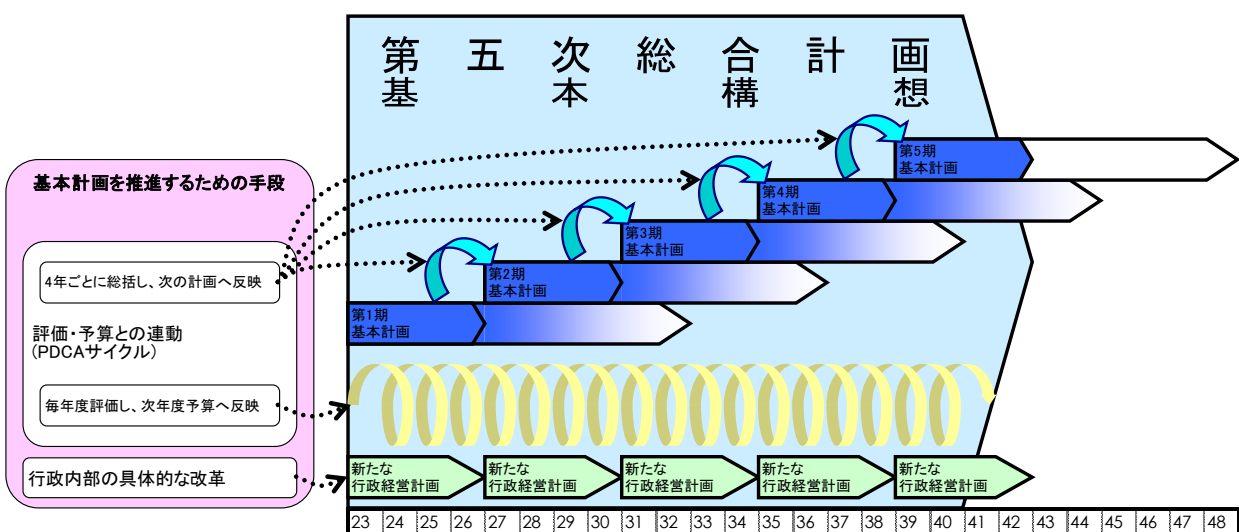 第五次総合計画
基本構想
基本計画を推進するための手段
4年ごとに総括し、次の計画へ反映
評価・予算との連動
(PDCAサイクル)
毎年度評価し、次年度予算へ反映
行政内部の具体的な改革
第5期
基本計画
第4期
基本計画
第3期
基本計画
第2期
基本計画
第1期
基本計画
新たな
行政経営計画
新たな
行政経営計画
新たな
行政経営計画
新たな
行政経営計画
新たな
行政経営計画
23 24 25 26 27 28 29 30 31 32 33 34 35 36 37 38 39 40 41 42 43 44 45 46 47 48